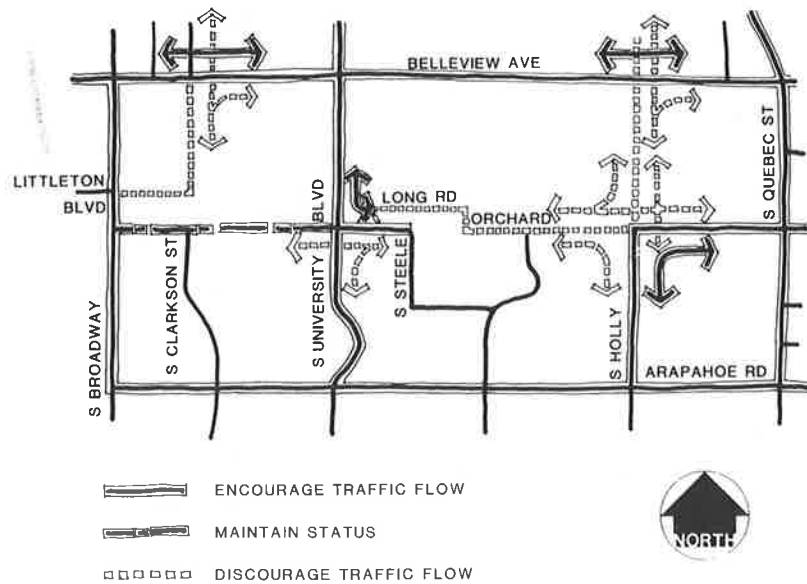 BELLEVIEW AVE
S QUEBEC ST
LITTLETON
BLVD
LONG RD
ORCHARD
S BROADWAY
S CLARKSON ST
S UNIVERSITY BLVD
S STEELE
S HOLLY
ARAPAHOE RD
ENCOURAGE TRAFFIC FLOW
MAINTAIN STATUS
DISCOURAGE TRAFFIC FLOW
NORTH